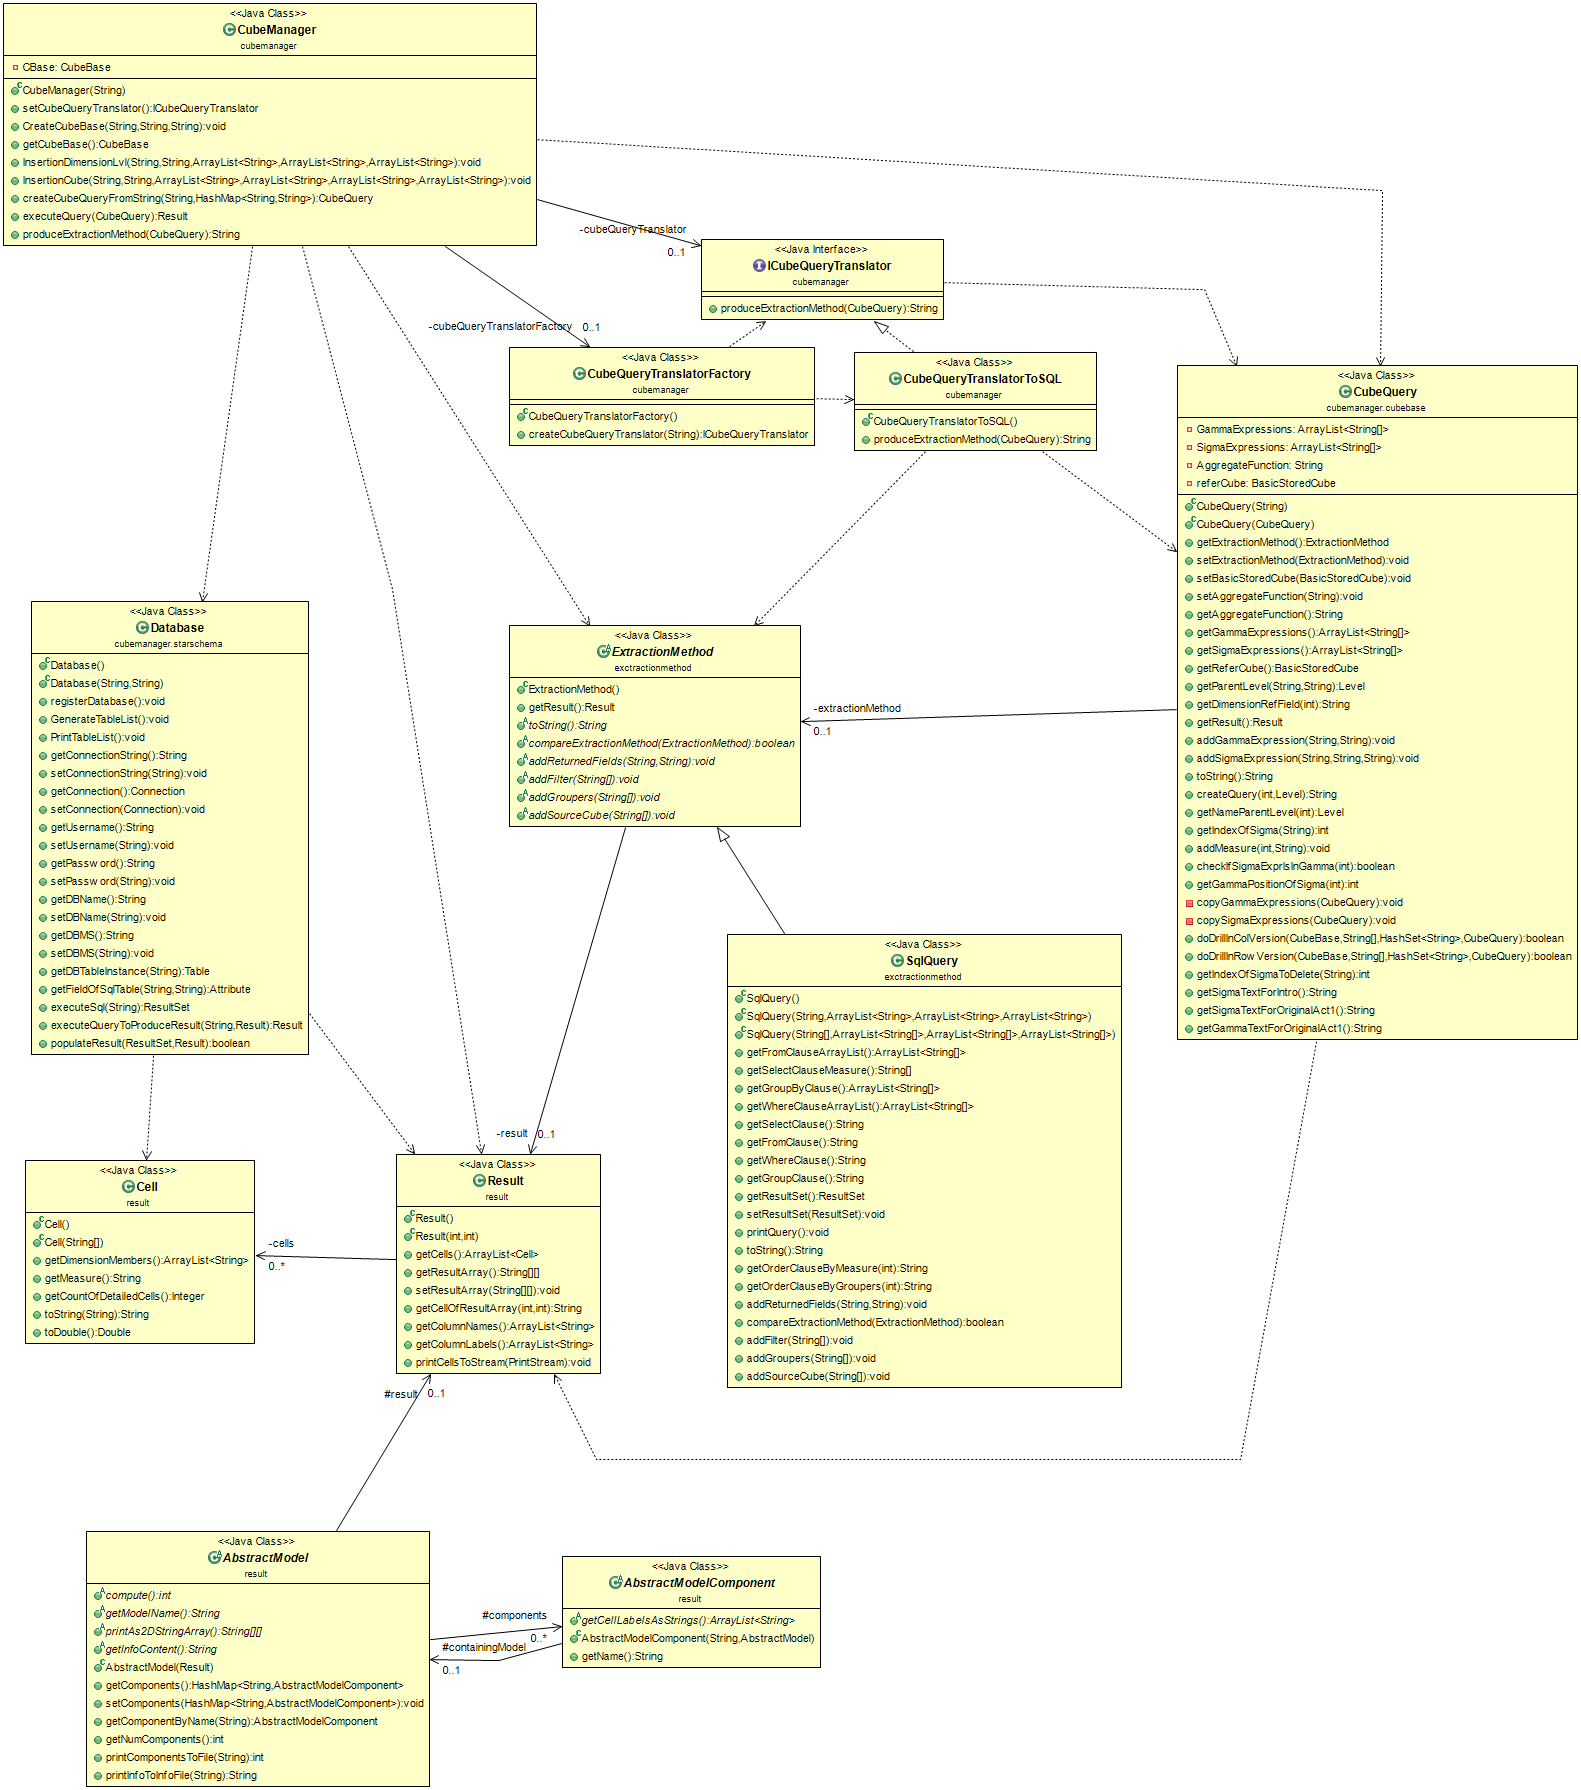 <<Java Class>>
CubeManager
cubemanager
CBase: CubeBase
CubeManager(String)
setCubeQueryTranslator():ICubeQueryTranslator
CreateCubeBase(String,String,String):void
getCubeBase():CubeBase
InsertionDimensionLvl(String,String,ArrayList<String>,ArrayList<String>,ArrayList<String>):void
InsertionCube(String,String,ArrayList<String>,ArrayList<String>,ArrayList<String>,ArrayList<String>):void
createCubeQueryFromString(String,HashMap<String,String>):CubeQuery
executeQuery(CubeQuery):Result
produceExtractionMethod(CubeQuery):String
-cubeQueryTranslator
0..1
<<Java Interface>>
ICubeQueryTranslator
cubemanager
produceExtractionMethod(CubeQuery):String
-cubeQueryTranslatorFactory
0..1
<<Java Class>>
CubeQueryTranslatorFactory
cubemanager
CubeQueryTranslatorFactory()
createCubeQueryTranslator(String):ICubeQueryTranslator
<<Java Class>>
CubeQueryTranslatorToSQL
cubemanager
CubeQueryTranslatorToSQL()
produceExtractionMethod(CubeQuery):String
<<Java Class>>
CubeQuery
cubemanager.cubebase
GammaExpressions: ArrayList<String[]>
SigmaExpressions: ArrayList<String[]>
AggregateFunction: String
referCube: BasicStoredCube
CubeQuery(String)
CubeQuery(CubeQuery)
getExtractionMethod():ExtractionMethod
setExtractionMethod(ExtractionMethod):void
setBasicStoredCube(BasicStoredCube):void
setAggregateFunction(String):void
getAggregateFunction():String
getGammaExpressions():ArrayList<String[]>
getSigmaExpressions():ArrayList<String[]>
getReferCube():BasicStoredCube
getParentLevel(String,String):Level
getDimensionRefField(int):String
getResult():Result
addGammaExpression(String,String):void
addSigmaExpression(String,String,String):void
toString():String
createQuery(int,Level):String
getNameParentLevel(int):Level
getIndexOfSigma(String):int
addMeasure(int,String):void
checkIfSigmaExprIsInGamma(int):boolean
getGammaPositionOfSigma(int):int
copyGammaExpressions(CubeQuery):void
copySigmaExpressions(CubeQuery):void
doDrillInColVersion(CubeBase,String[],HashSet<String>,CubeQuery):boolean
doDrillInRow Version(CubeBase,String[],HashSet<String>,CubeQuery):boolean
getIndexOfSigmaToDelete(String):int
getSigmaTextForIntro():String
getSigmaTextForOriginalAct1():String
getGammaTextForOriginalAct1():String
<<Java Class>>
Database
cubemanager.starschema
Database()
Database(String,String)
registerDatabase():void
GenerateTableList():void
PrintTableList():void
getConnectionString():String
setConnectionString(String):void
getConnection():Connection
setConnection(Connection):void
getUsername():String
setUsername(String):void
getPassw ord():String
setPassw ord(String):void
getDBName():String
setDBName(String):void
getDBMS():String
setDBMS(String):void
getDBTableInstance(String):Table
getFieldOfSqlTable(String,String):Attribute
executeSql(String):ResultSet
executeQueryToProduceResult(String,Result):Result
populateResult(ResultSet,Result):boolean
<<Java Class>>
ExtractionMethod
exctractionmethod
ExtractionMethod()
getResult():Result
toString():String
compareExtractionMethod(ExtractionMethod):boolean
addReturnedFields(String,String):void
addFilter(String[]):void
addGroupers(String[]):void
addSourceCube(String[]):void
-extractionMethod
0..1
<<Java Class>>
SqlQuery
exctractionmethod
SqlQuery()
SqlQuery(String,ArrayList<String>,ArrayList<String>,ArrayList<String>)
SqlQuery(String[],ArrayList<String[]>,ArrayList<String[]>,ArrayList<String[]>)
getFromClauseArrayList():ArrayList<String[]>
getSelectClauseMeasure():String[]
getGroupByClause():ArrayList<String[]>
getWhereClauseArrayList():ArrayList<String[]>
getSelectClause():String
getFromClause():String
getWhereClause():String
getGroupClause():String
getResultSet():ResultSet
setResultSet(ResultSet):void
printQuery():void
toString():String
getOrderClauseByMeasure(int):String
getOrderClauseByGroupers(int):String
addReturnedFields(String,String):void
compareExtractionMethod(ExtractionMethod):boolean
addFilter(String[]):void
addGroupers(String[]):void
addSourceCube(String[]):void
-result
0..1
<<Java Class>>
Cell
result
Cell()
Cell(String[])
getDimensionMembers():ArrayList<String>
getMeasure():String
getCountOfDetailedCells():Integer
toString(String):String
toDouble():Double
-cells
0..*
<<Java Class>>
Result
result
Result()
Result(int,int)
getCells():ArrayList<Cell>
getResultArray():String[][]
setResultArray(String[][]):void
getCellOfResultArray(int,int):String
getColumnNames():ArrayList<String>
getColumnLabels():ArrayList<String>
printCellsToStream(PrintStream):void
#result
0..1
<<Java Class>>
AbstractModel
result
compute():int
getModelName():String
printAs2DStringArray():String[][]
getInfoContent():String
AbstractModel(Result)
getComponents():HashMap<String,AbstractModelComponent>
setComponents(HashMap<String,AbstractModelComponent>):void
getComponentByName(String):AbstractModelComponent
getNumComponents():int
printComponentsToFile(String):int
printInfoToInfoFile(String):String
#components
0..*
#containingModel
0..1
<<Java Class>>
AbstractModelComponent
result
getCellLabelsAsStrings():ArrayList<String>
AbstractModelComponent(String,AbstractModel)
getName():String